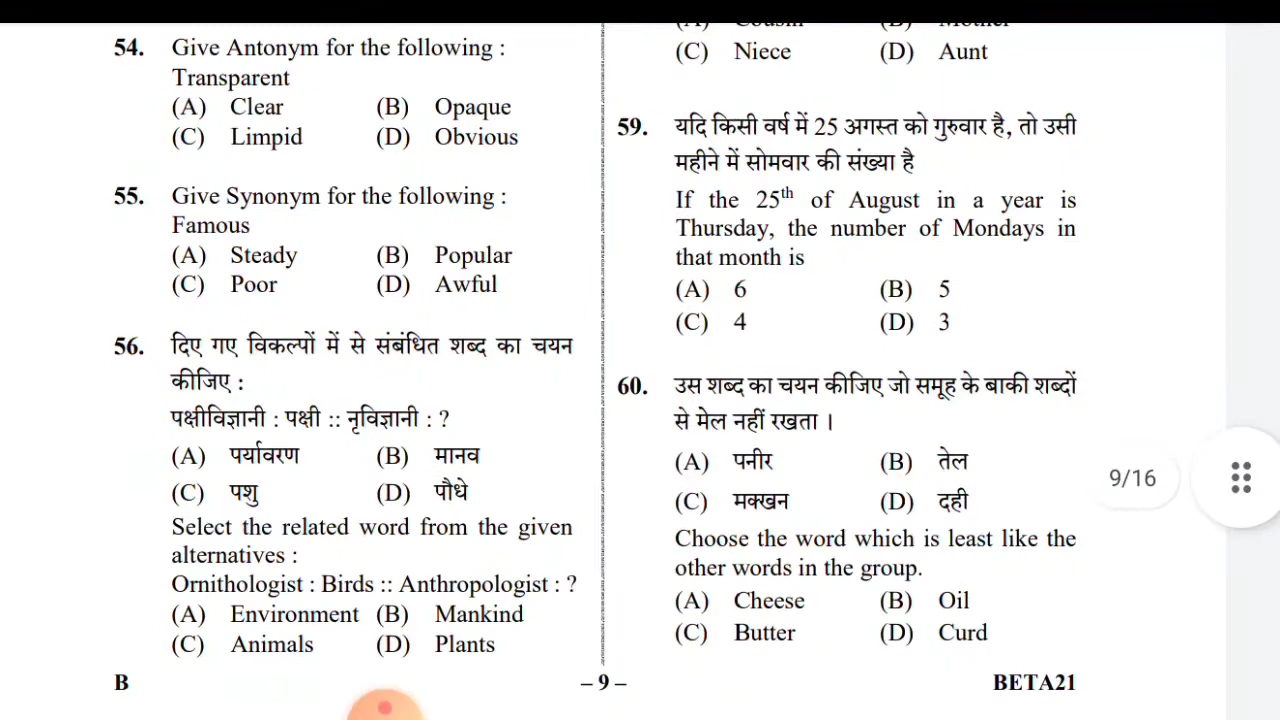 54. Give Antonym for the following :
Transparent
(A) Clear (B) Opaque
(C) Limpid (D) Obvious
55. Give Synonym for the following :
Famous
(A) Steady (B) Popular
(C) Poor (D) Awful
56. दिए गए विकल्पों में से संबंधित शब्द का चयन
कीजिए :
पक्षीविज्ञानी : पक्षी :: नृविज्ञानी : ?
(A) पर्यावरण (B) मानव
(C) पशु (D) पौधे
Select the related word from the given
alternatives :
Ornithologist : Birds :: Anthropologist : ?
(A) Environment (B) Mankind
(C) Animals (D) Plants
(A) Cousin (B) Mother
(C) Niece (D) Aunt
59. यदि किसी वर्ष में 25 अगस्त को गुरुवार है, तो उसी
महीने में सोमवार की संख्या है
If the 25th of August in a year is
Thursday, the number of Mondays in
that month is
(A) 6 (B) 5
(C) 4 (D) 3
60. उस शब्द का चयन कीजिए जो समूह के बाकी शब्दों
से मेल नहीं रखता ।
(A) पनीर (B) तेल
(C) मक्खन (D) दही
Choose the word which is least like the
other words in the group.
(A) Cheese (B) Oil
(C) Butter (D) Curd
9/16
B – 9 – BETA21